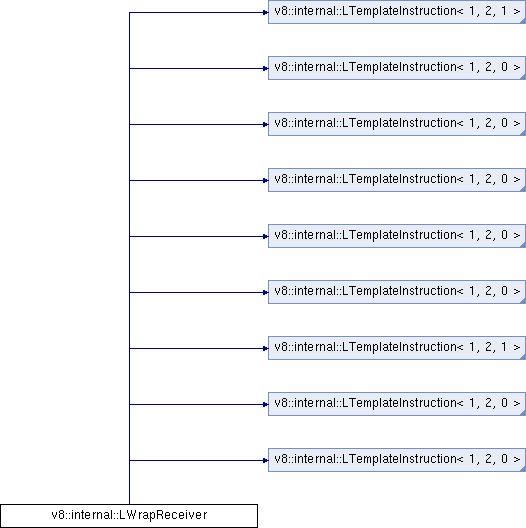 v8::internal::LTemplateInstruction< 1, 2, 1 >
v8::internal::LTemplateInstruction< 1, 2, 0 >
v8::internal::LTemplateInstruction< 1, 2, 0 >
v8::internal::LTemplateInstruction< 1, 2, 0 >
v8::internal::LTemplateInstruction< 1, 2, 0 >
v8::internal::LTemplateInstruction< 1, 2, 0 >
v8::internal::LTemplateInstruction< 1, 2, 1 >
v8::internal::LTemplateInstruction< 1, 2, 0 >
v8::internal::LTemplateInstruction< 1, 2, 0 >
v8::internal::LWrapReceiver